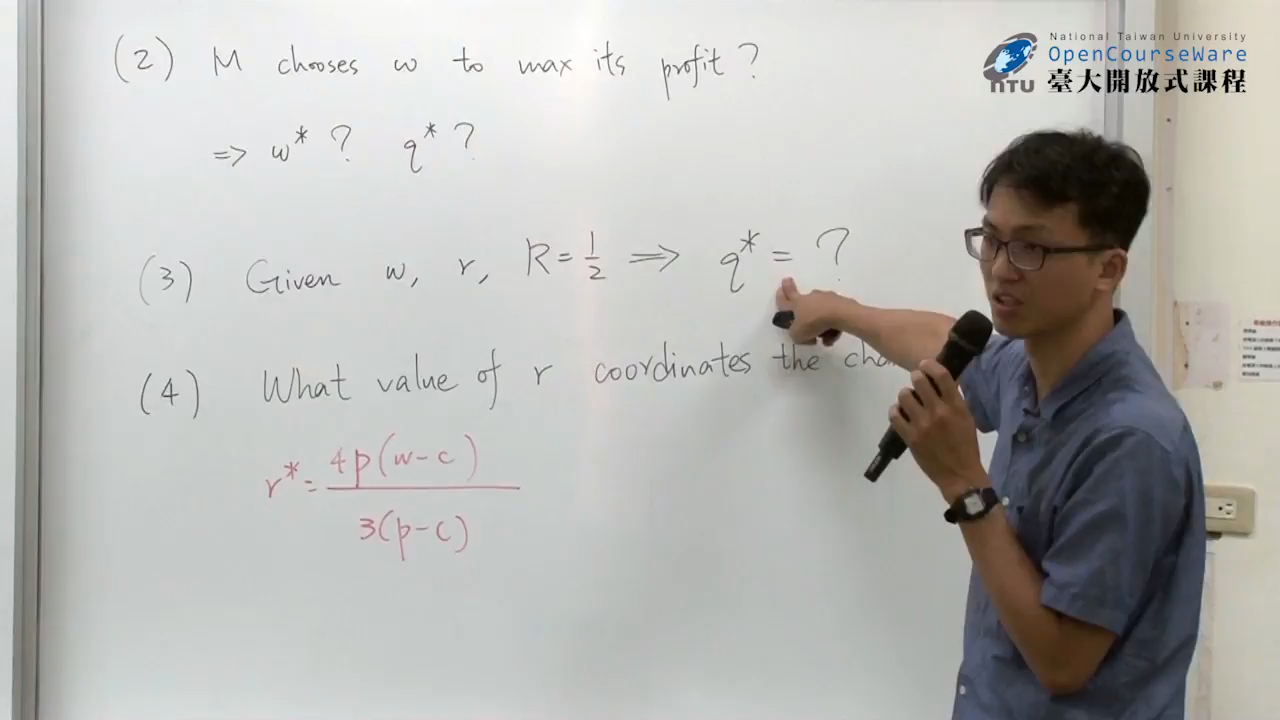 National Taiwan University
OpenCourseWare
NTU 臺大開放式課程
(2) M chooses w to max its profit?
=> w* ? q* ?
(3) Given w, r, R = 1/2 => q* = ?
(4) What value of r coordinates the
r* = 4p(w-c) / 3(p-c)